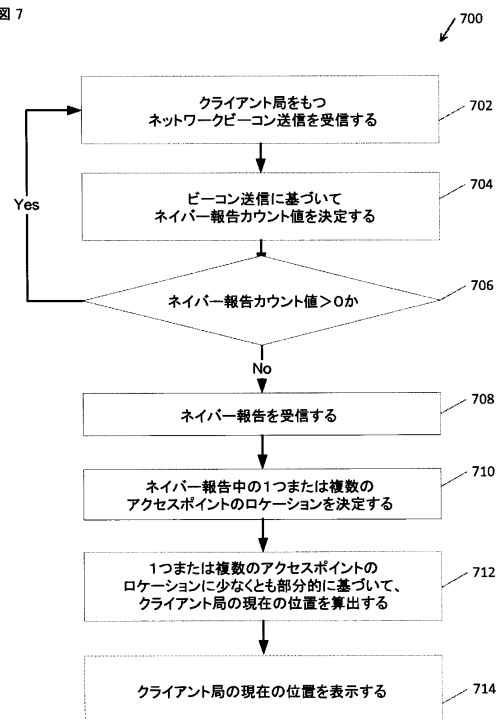 図 7
700
クライアント局をもつ
ネットワークビーコン送信を受信する
702
ビーコン送信に基づいて
ネイバー報告カウント値を決定する
704
Yes
ネイバー報告カウント値＞0か
706
No
ネイバー報告を受信する
708
ネイバー報告中の1つまたは複数の
アクセスポイントのロケーションを決定する
710
1つまたは複数のアクセスポイントの
ロケーションに少なくとも部分的に基づいて、
クライアント局の現在の位置を算出する
712
クライアント局の現在の位置を表示する
714